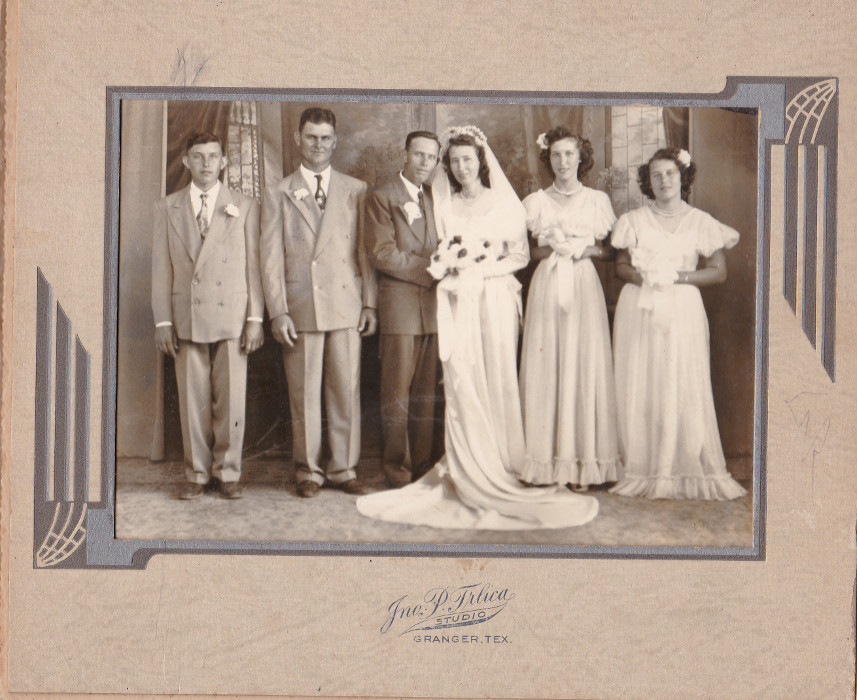 Jno. P. Trlica
STUDIO
GRANGER, TEX.